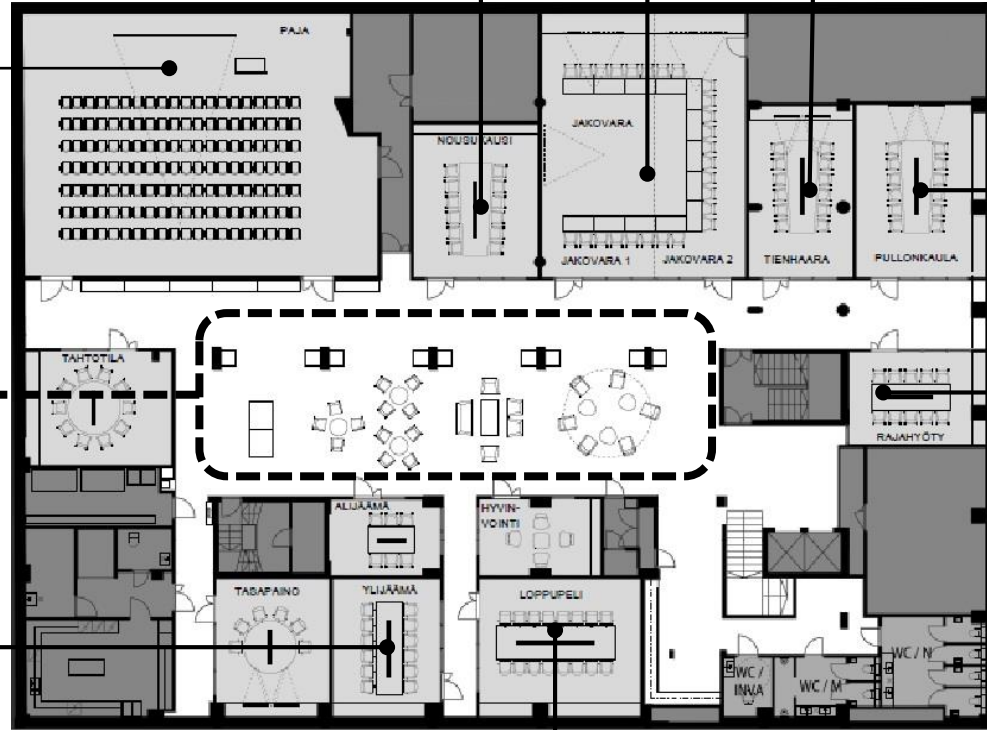 PAJA
NOUSUKAUSI
JAKOVARA
JAKOVARA 1
JAKOVARA 2
TIENHAARA
PULLONKAULA
TAHTOTILA
RAJAHYÖTY
ALIJÄÄMÄ
HYVIN-
VOINTI
TASAPAINO
YLIJÄÄMÄ
LOPPUPELI
WC /
INVA
WC / M
WC / N